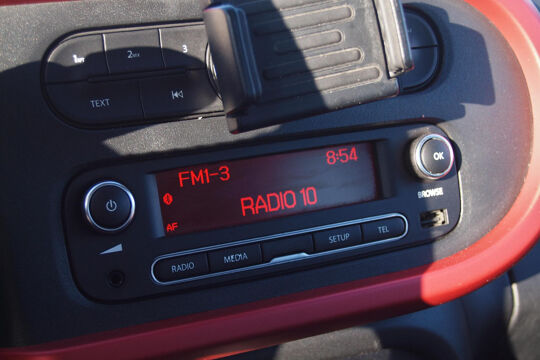 1 2 3
TEXT
FM1-3 8:54
RADIO 10
AF
OK
BROWSE
RADIO MEDIA SETUP TEL